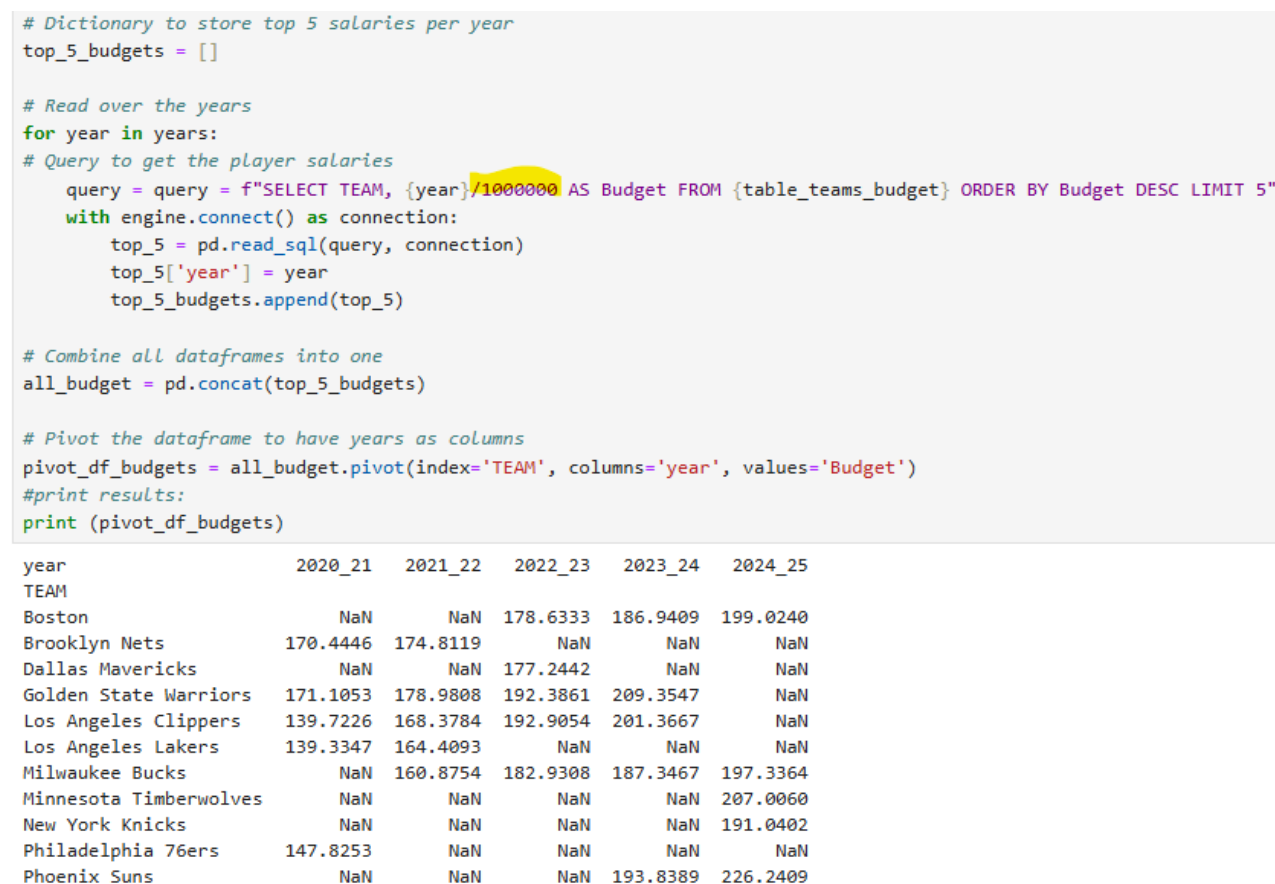 # Dictionary to store top 5 salaries per year
top_5_budgets = []
# Read over the years
for year in years:
# Query to get the player salaries
    query = query = f"SELECT TEAM, {year}/1000000 AS Budget FROM {table_teams_budget} ORDER BY Budget DESC LIMIT 5"
    with engine.connect() as connection:
        top_5 = pd.read_sql(query, connection)
        top_5['year'] = year
        top_5_budgets.append(top_5)
# Combine all dataframes into one
all_budget = pd.concat(top_5_budgets)
# Pivot the dataframe to have years as columns
pivot_df_budgets = all_budget.pivot(index='TEAM', columns='year', values='Budget')
#print results:
print (pivot_df_budgets)
year                    2020_21   2021_22   2022_23   2023_24   2024_25
TEAM
Boston                      NaN       NaN  178.6333  186.9409  199.0240
Brooklyn Nets          170.4446  174.8119       NaN       NaN       NaN
Dallas Mavericks            NaN       NaN  177.2442       NaN       NaN
Golden State Warriors  171.1053  178.9808  192.3861  209.3547       NaN
Los Angeles Clippers   139.7226  168.3784  192.9054  201.3667       NaN
Los Angeles Lakers     139.3347  164.4093       NaN       NaN       NaN
Milwaukee Bucks             NaN  160.8754  182.9308  187.3467  197.3364
Minnesota Timberwolves      NaN       NaN       NaN       NaN  207.0060
New York Knicks             NaN       NaN       NaN       NaN  191.0402
Philadelphia 76ers     147.8253       NaN       NaN       NaN       NaN
Phoenix Suns                NaN       NaN       NaN  193.8389  226.2409